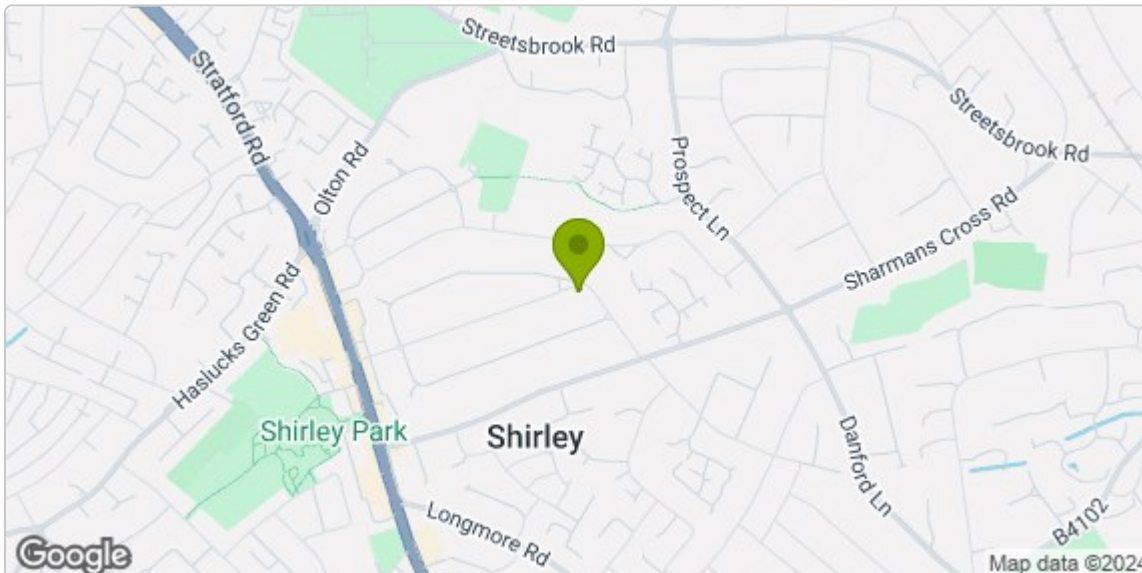 Streetsbrook Rd
Stratford Rd
Streetsbrook Rd
Olton Rd
Prospect Ln
Sharmans Cross Rd
Haslucks Green Rd
Shirley Park
Shirley
Danford Ln
Longmore Rd
B4102
Google
Map data ©2024